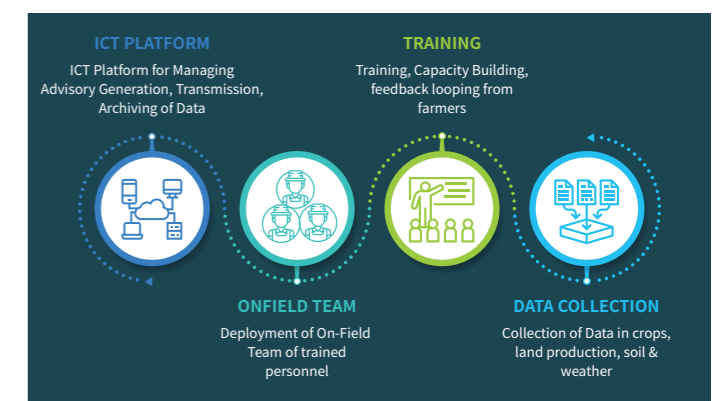 ICT PLATFORM
ICT Platform for Managing
Advisory Generation, Transmission,
Archiving of Data
TRAINING
Training, Capacity Building,
feedback looping from
farmers
ONFIELD TEAM
Deployment of On-Field
Team of trained
personnel
DATA COLLECTION
Collection of Data in crops,
land production, soil &
weather